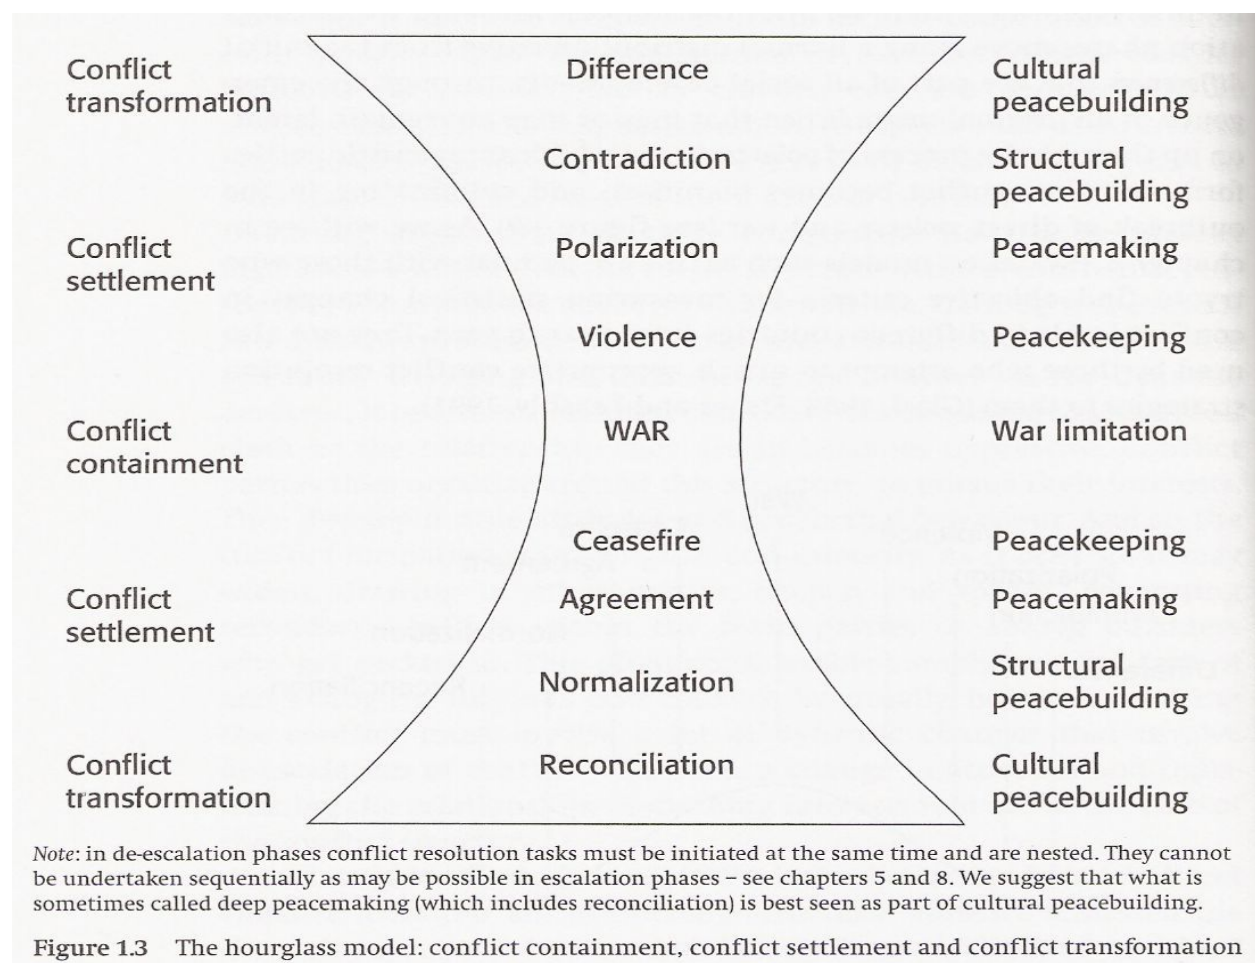 Conflict
transformation
Difference
Cultural
peacebuilding
Contradiction
Structural
peacebuilding
Conflict
settlement
Polarization
Peacemaking
Violence
Peacekeeping
Conflict
containment
WAR
War limitation
Ceasefire
Peacekeeping
Conflict
settlement
Agreement
Peacemaking
Normalization
Structural
peacebuilding
Conflict
transformation
Reconciliation
Cultural
peacebuilding
Note: in de-escalation phases conflict resolution tasks must be initiated at the same time and are nested. They cannot
be undertaken sequentially as may be possible in escalation phases – see chapters 5 and 8. We suggest that what is
sometimes called deep peacemaking (which includes reconciliation) is best seen as part of cultural peacebuilding.
Figure 1.3 The hourglass model: conflict containment, conflict settlement and conflict transformation